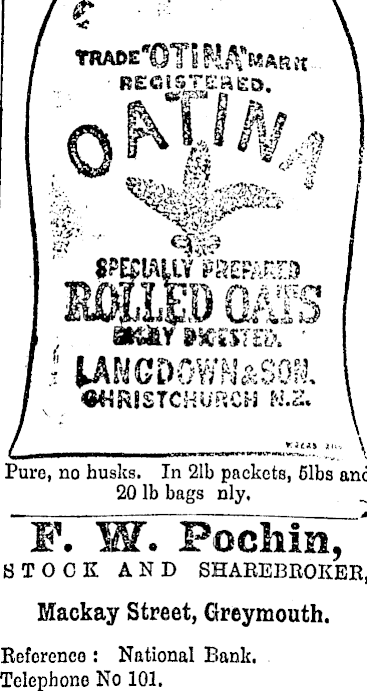 TRADE "OTINA" MARK
REGISTERED.
OATINA
SPECIALLY PREPARED
ROLLED OATS
EASILY DIGESTED.
LANGDOWN & SON.
CHRISTCHURCH N.Z.
Pure, no husks. In 2lb packets, 5lbs and
20 lb bags nly.
F. W. Pochin,
STOCK AND SHAREBROKER,
Mackay Street, Greymouth.
Reference : National Bank.
Telephone No 101.